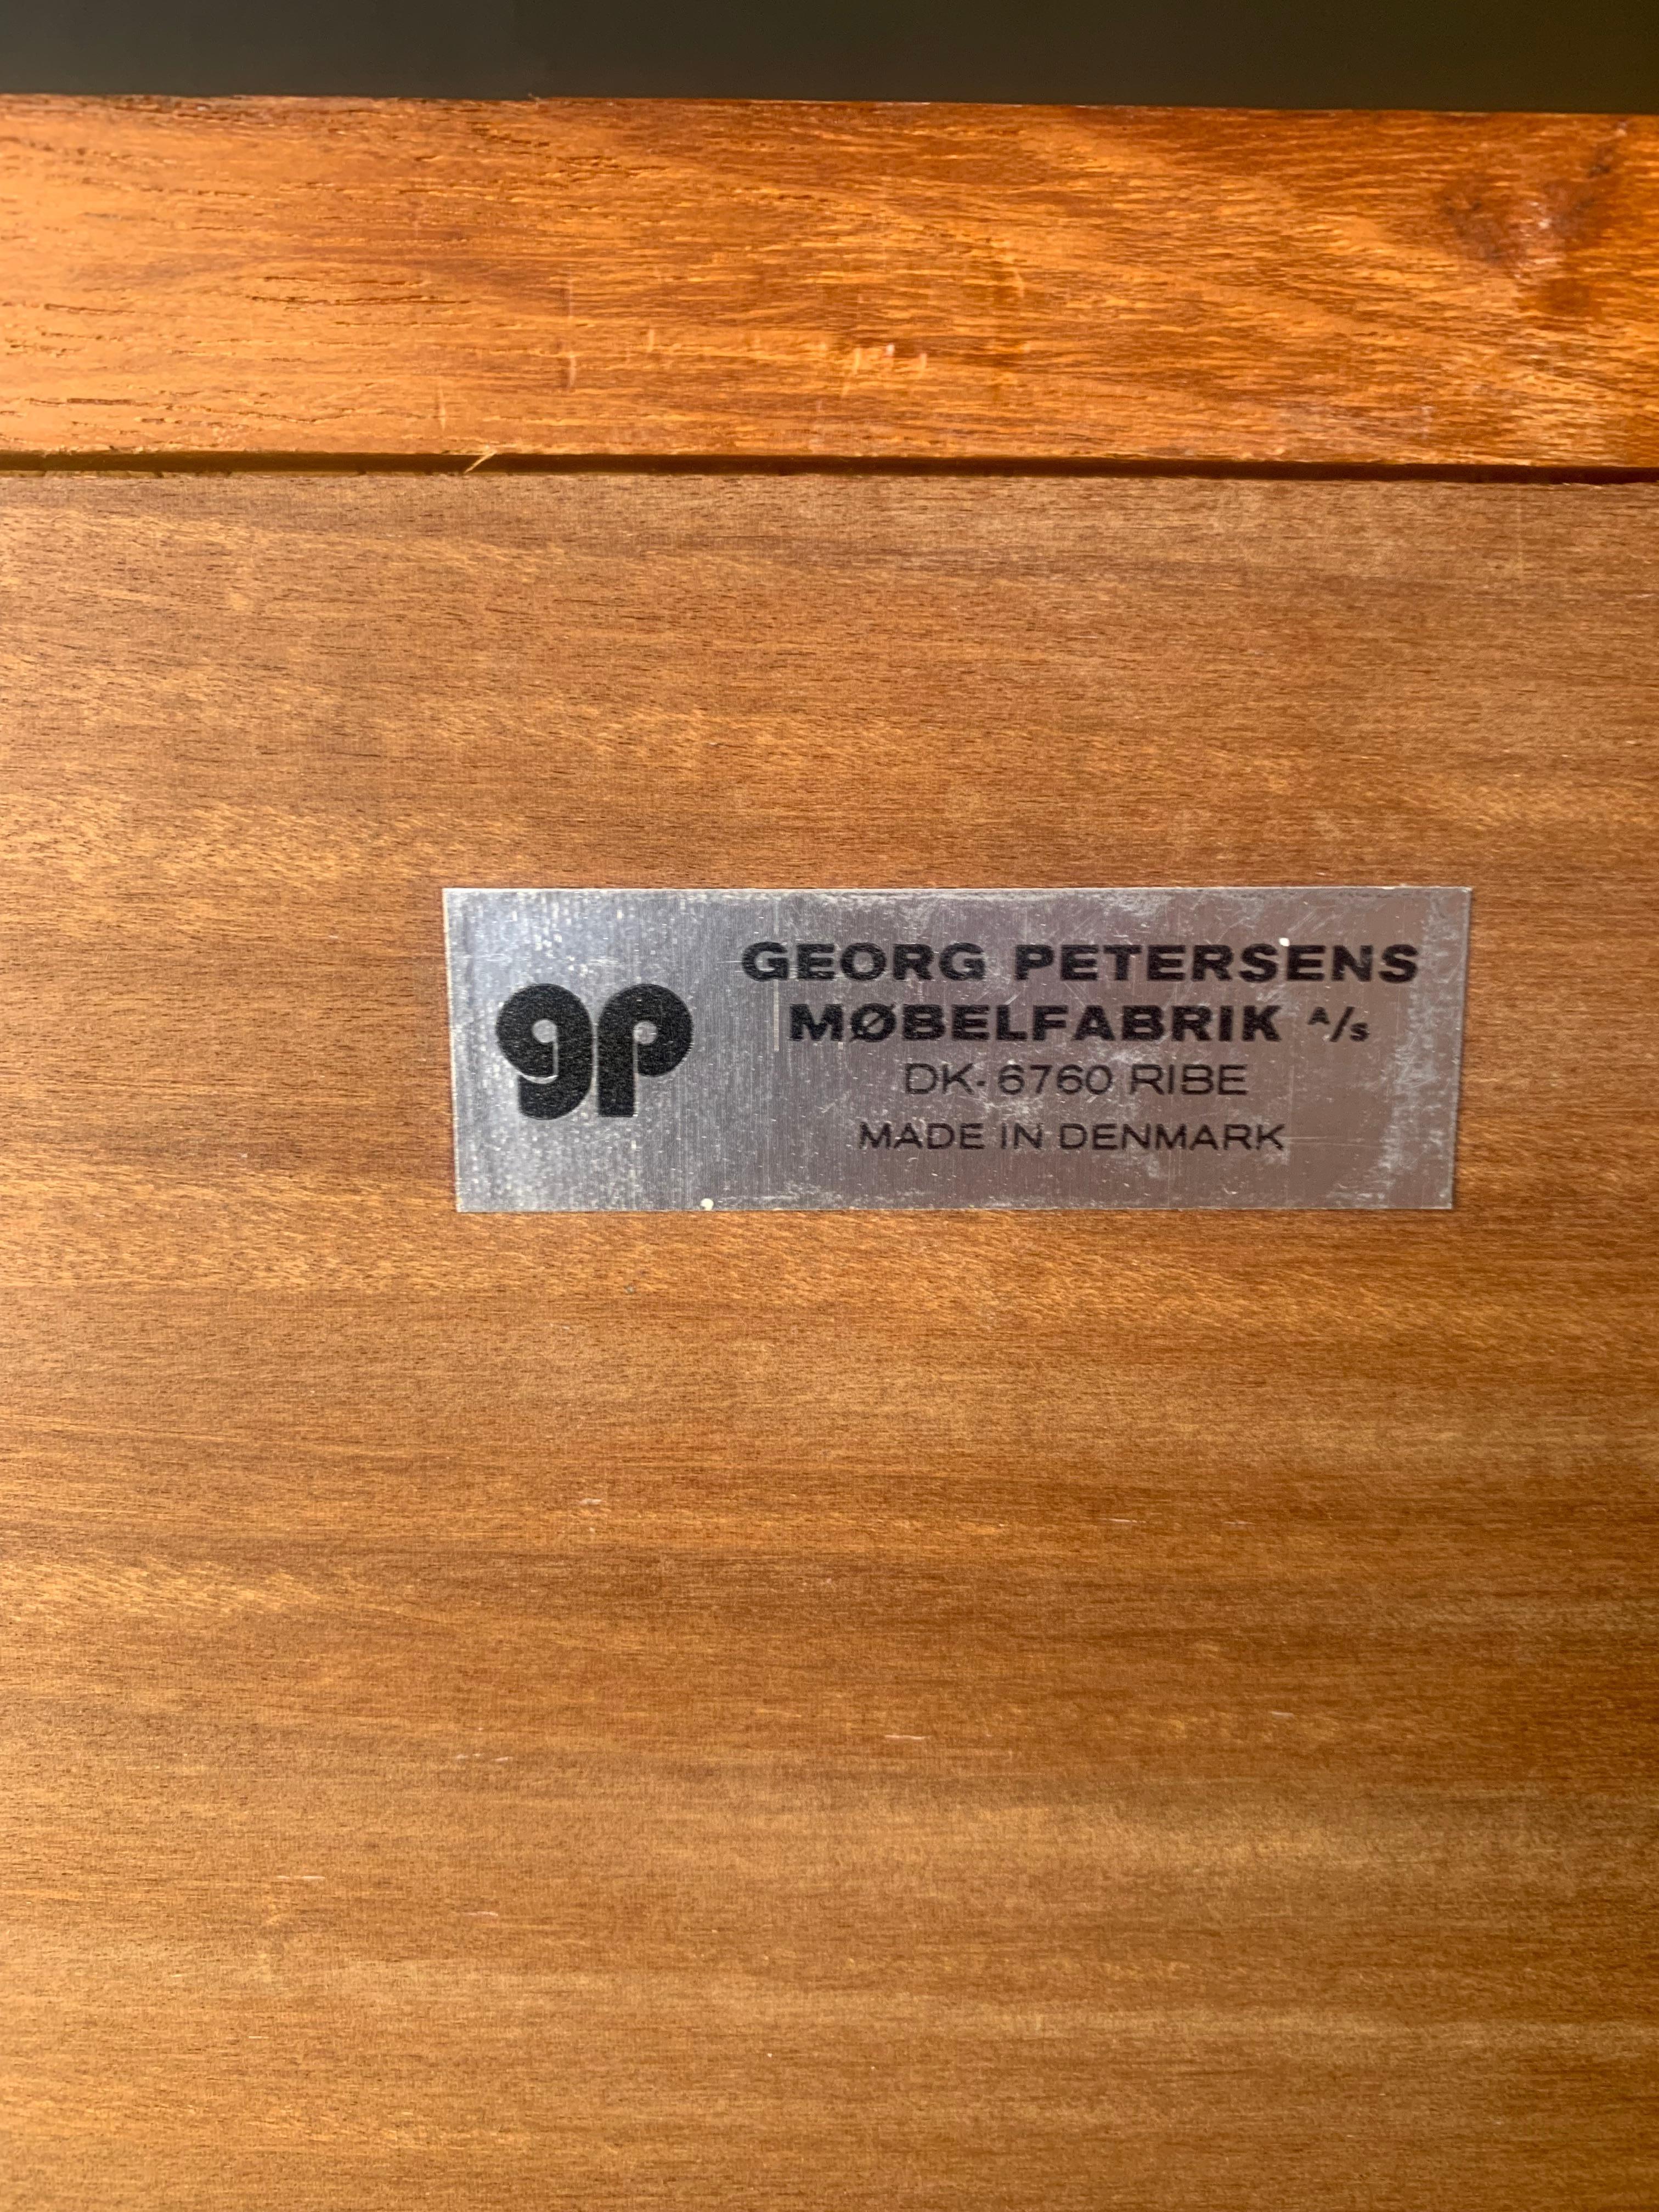 gp
GEORG PETERSENS
MØBELFABRIK A/S
DK-6760 RIBE
MADE IN DENMARK